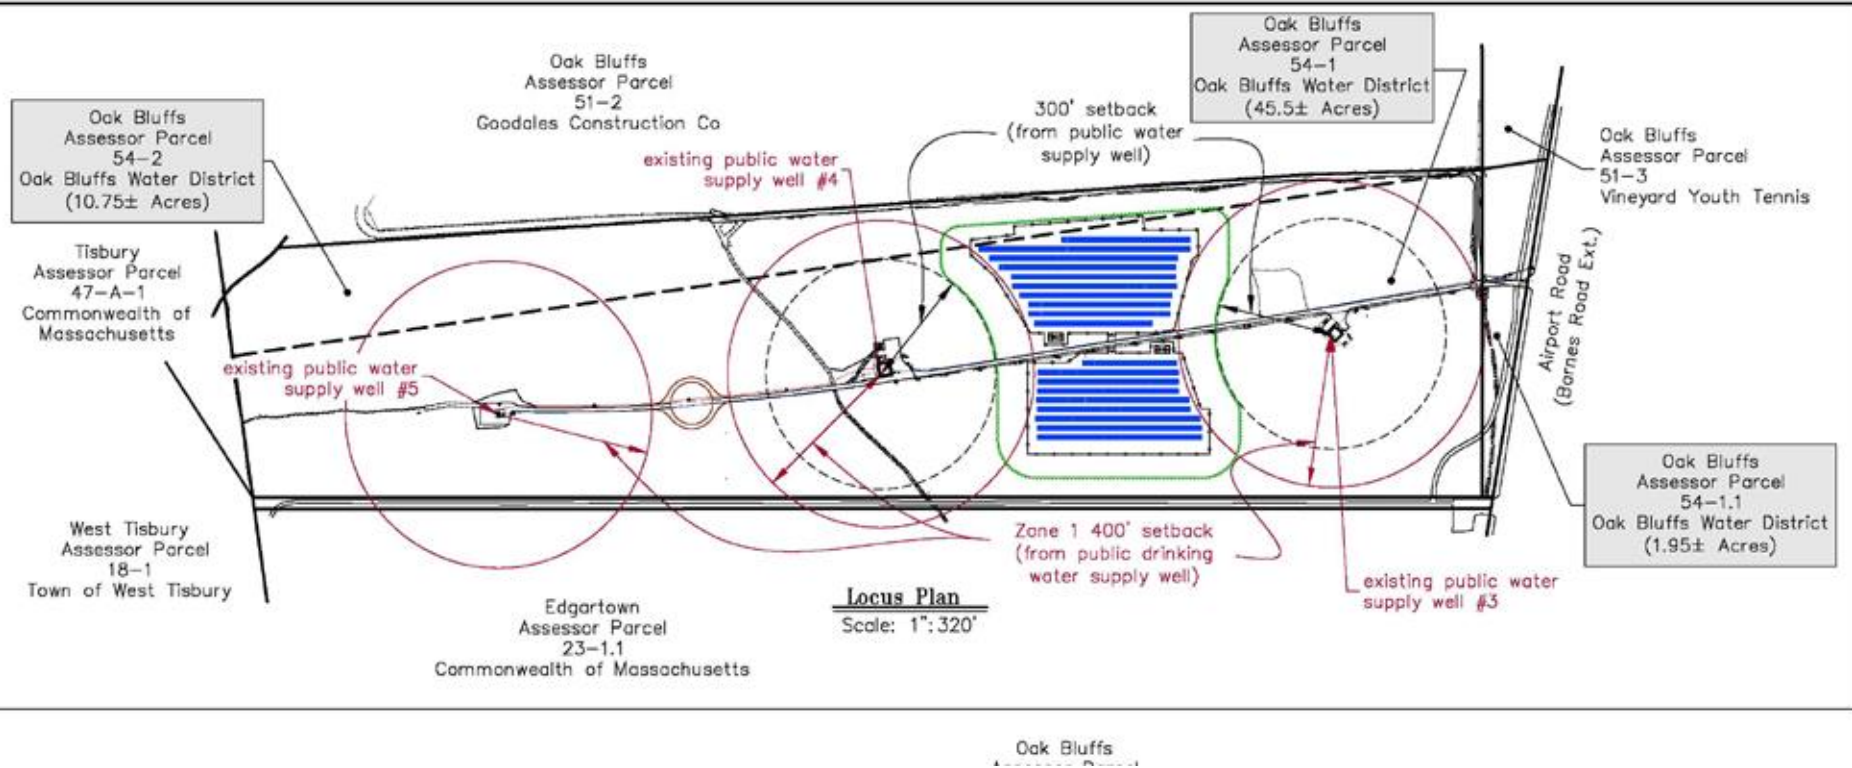 Oak Bluffs
Assessor Parcel
54-2
Oak Bluffs Water District
(10.75± Acres)
Oak Bluffs
Assessor Parcel
51-2
Goodales Construction Co
existing public water
supply well #4
300' setback
(from public water
supply well)
Oak Bluffs
Assessor Parcel
54-1
Oak Bluffs Water District
(45.5± Acres)
Oak Bluffs
Assessor Parcel
51-3
Vineyard Youth Tennis
Tisbury
Assessor Parcel
47-A-1
Commonwealth of
Massachusetts
existing public water
supply well #5
Airport Road
(Barnes Road Ext.)
Oak Bluffs
Assessor Parcel
54-1.1
Oak Bluffs Water District
(1.95± Acres)
West Tisbury
Assessor Parcel
18-1
Town of West Tisbury
Edgartown
Assessor Parcel
23-1.1
Commonwealth of Massachusetts
Locus Plan
Scale: 1":320'
Zone 1 400' setback
(from public drinking
water supply well)
existing public water
supply well #3
Oak Bluffs
Assessor Parcel